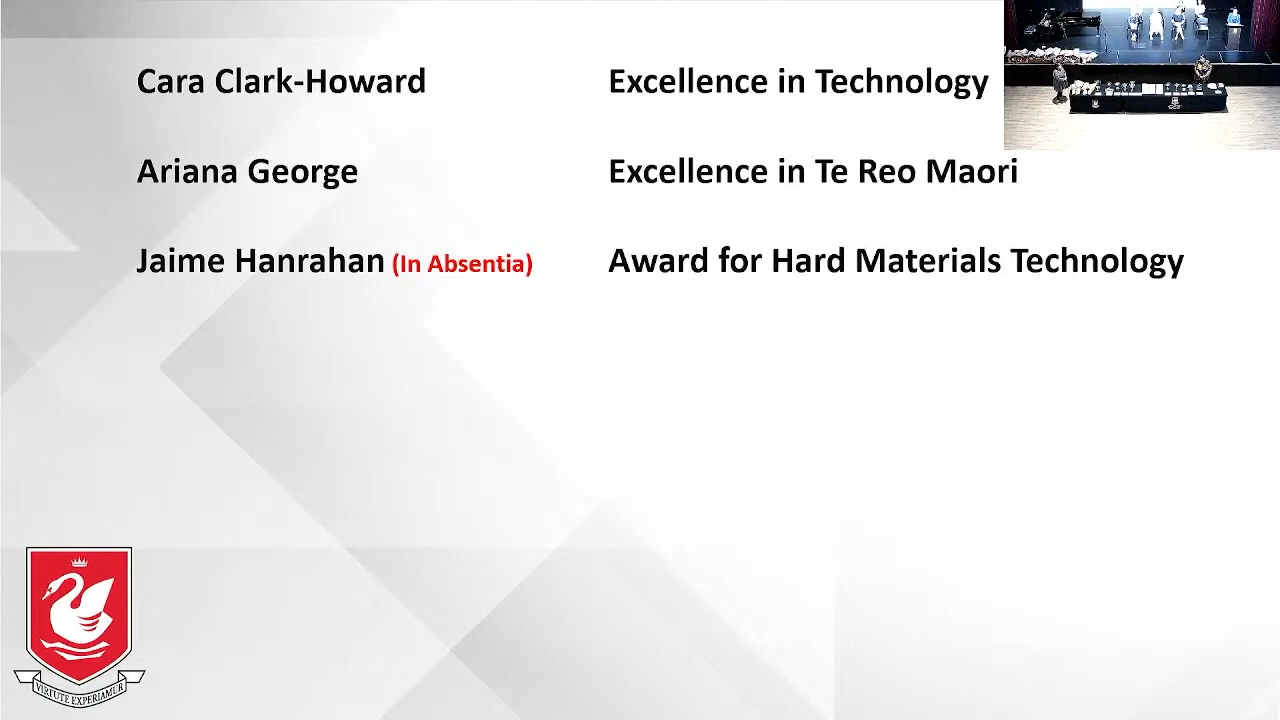 Cara Clark-Howard Excellence in Technology
Ariana George Excellence in Te Reo Maori
Jaime Hanrahan (In Absentia) Award for Hard Materials Technology
VIRTUTE EXPERIAMUR